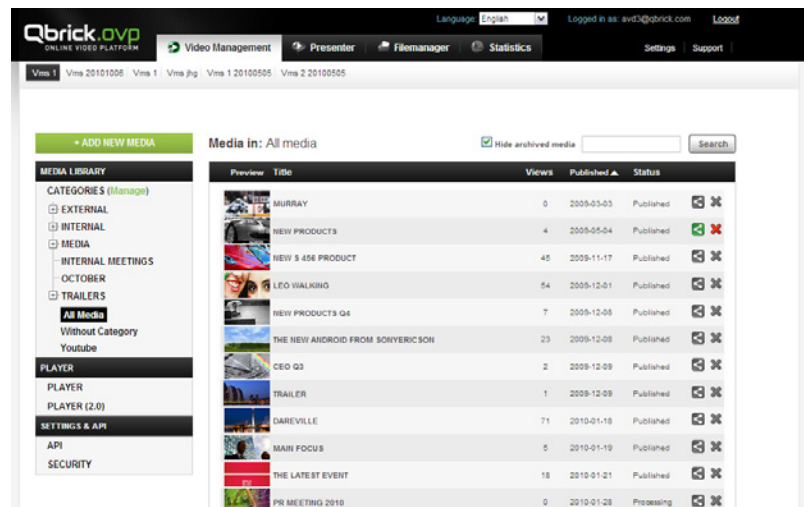 Language: English Logged in as: avd3@qbrick.com Logout
Qbrick.ovp
ONLINE VIDEO PLATFORM
Video Management Presenter Filemanager Statistics Settings Support
Vms 1 Vms 20101006 Vms 1 Vms jhg Vms 1 20100505 Vms 2 20100505
+ ADD NEW MEDIA
Media in: All media Hide archived media Search
MEDIA LIBRARY
CATEGORIES (Manage)
EXTERNAL
INTERNAL
MEDIA
INTERNAL MEETINGS
OCTOBER
TRAILERS
All Media
Without Category
Youtube
PLAYER
PLAYER
PLAYER (2.0)
SETTINGS & API
API
SECURITY
Preview Title Views Published Status
MURRAY 0 2009-03-03 Published
NEW PRODUCTS 4 2009-05-04 Published
NEW S 456 PRODUCT 45 2009-11-17 Published
LEO WALKING 54 2009-12-01 Published
NEW PRODUCTS Q4 7 2009-12-08 Published
THE NEW ANDROID FROM SONYERICSON 23 2009-12-08 Published
CEO Q3 2 2009-12-09 Published
TRAILER 1 2009-12-09 Published
DAREVILLE 71 2010-01-18 Published
MAIN FOCUS 5 2010-01-19 Published
THE LATEST EVENT 18 2010-01-21 Published
PR MEETING 2010 0 2010-01-28 Processing